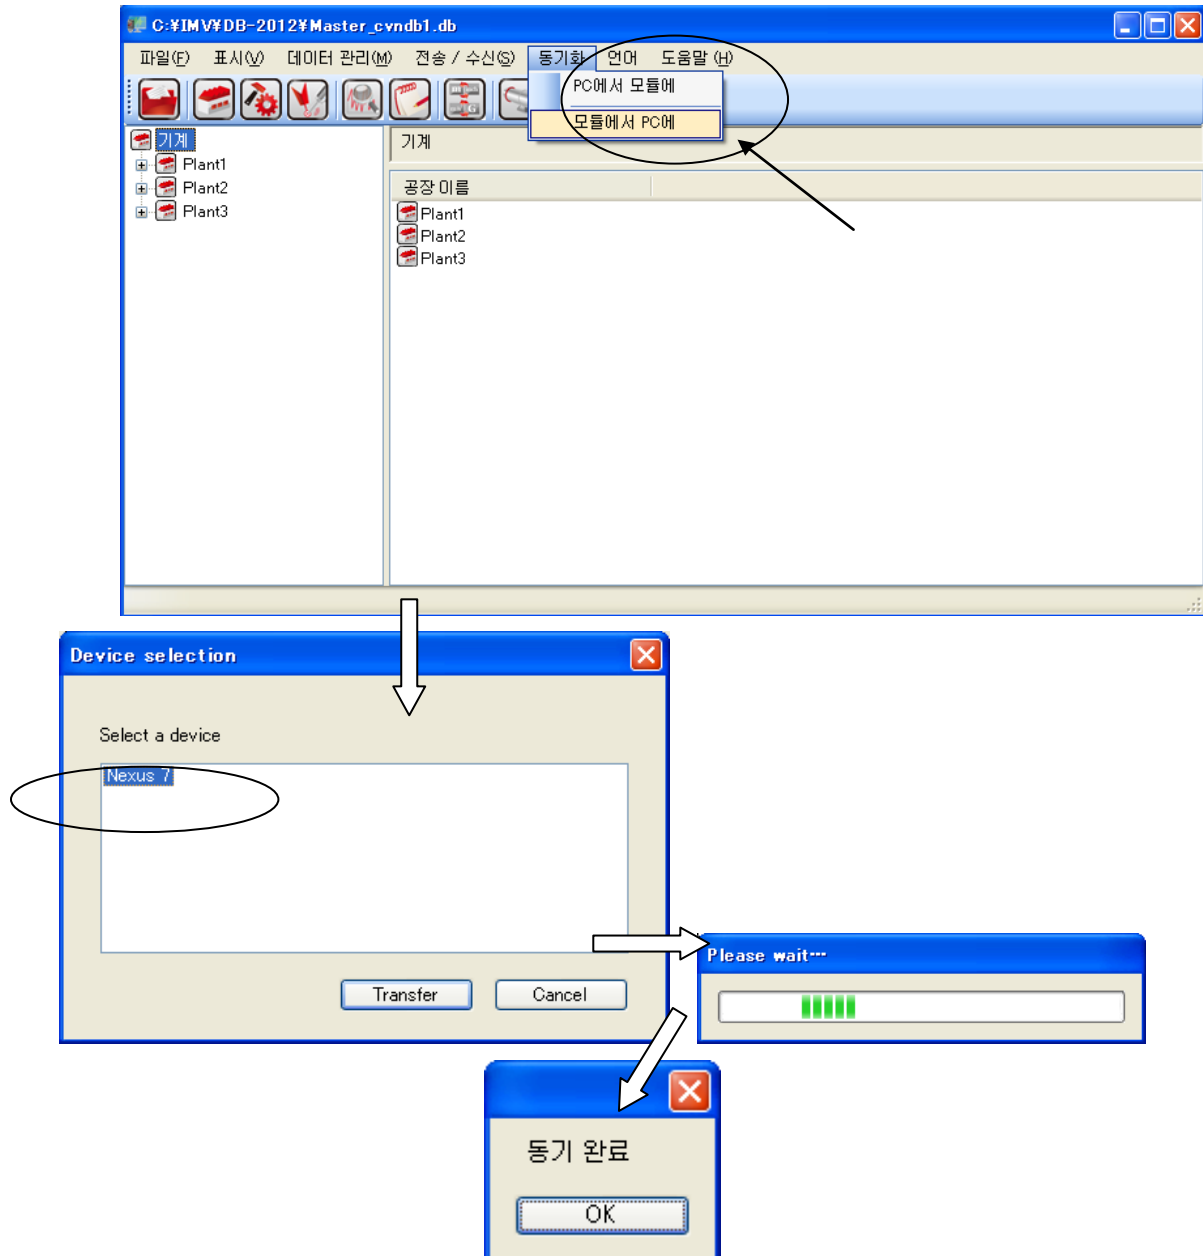 C:¥IMV¥DB-2012¥Master_cvndb1.db
파일(F) 표시(V) 데이터 관리(M) 전송 / 수신(S) 동기화 언어 도움말 (H)
PC에서 모듈에
모듈에서 PC에
기계
Plant1
Plant2
Plant3
기계
공장 이름
Plant1
Plant2
Plant3
Device selection
Select a device
Nexus 7
Transfer Cancel
Please wait…
동기 완료
OK